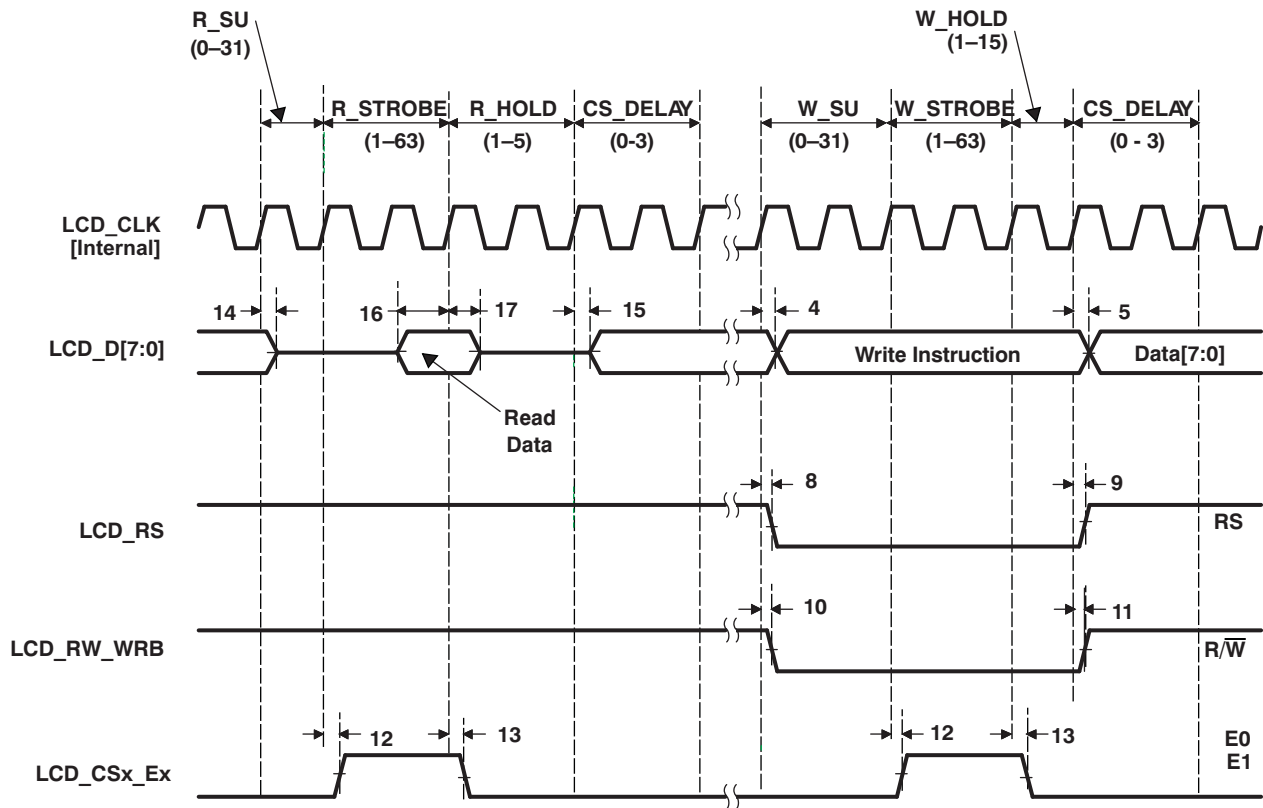 R_SU
(0–31)
W_HOLD
(1–15)
R_STROBE
(1–63)
R_HOLD
(1–5)
CS_DELAY
(0-3)
W_SU
(0–31)
W_STROBE
(1–63)
CS_DELAY
(0 - 3)
LCD_CLK
[Internal]
14
16
17
15
4
5
LCD_D[7:0]
Write Instruction
Data[7:0]
Read
Data
8
9
LCD_RS
RS
10
11
LCD_RW_WRB
R/W̅
12
13
12
13
LCD_CSx_Ex
E0
E1